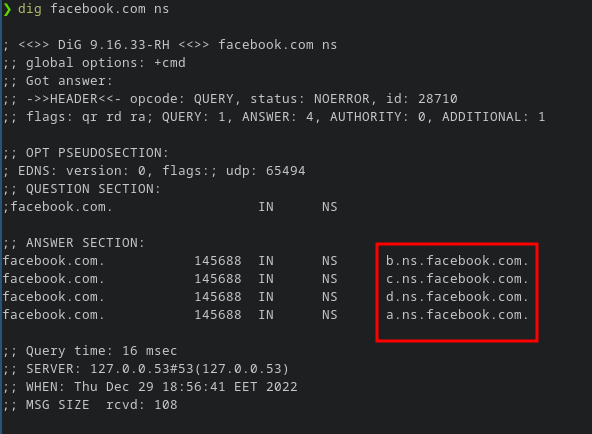 ❯ dig facebook.com ns
; <<>> DiG 9.16.33-RH <<>> facebook.com ns
;; global options: +cmd
;; Got answer:
;; ->>HEADER<<- opcode: QUERY, status: NOERROR, id: 28710
;; flags: qr rd ra; QUERY: 1, ANSWER: 4, AUTHORITY: 0, ADDITIONAL: 1
;; OPT PSEUDOSECTION:
; EDNS: version: 0, flags:; udp: 65494
;; QUESTION SECTION:
;facebook.com. IN NS
;; ANSWER SECTION:
facebook.com. 145688 IN NS b.ns.facebook.com.
facebook.com. 145688 IN NS c.ns.facebook.com.
facebook.com. 145688 IN NS d.ns.facebook.com.
facebook.com. 145688 IN NS a.ns.facebook.com.
;; Query time: 16 msec
;; SERVER: 127.0.0.53#53(127.0.0.53)
;; WHEN: Thu Dec 29 18:56:41 EET 2022
;; MSG SIZE rcvd: 108